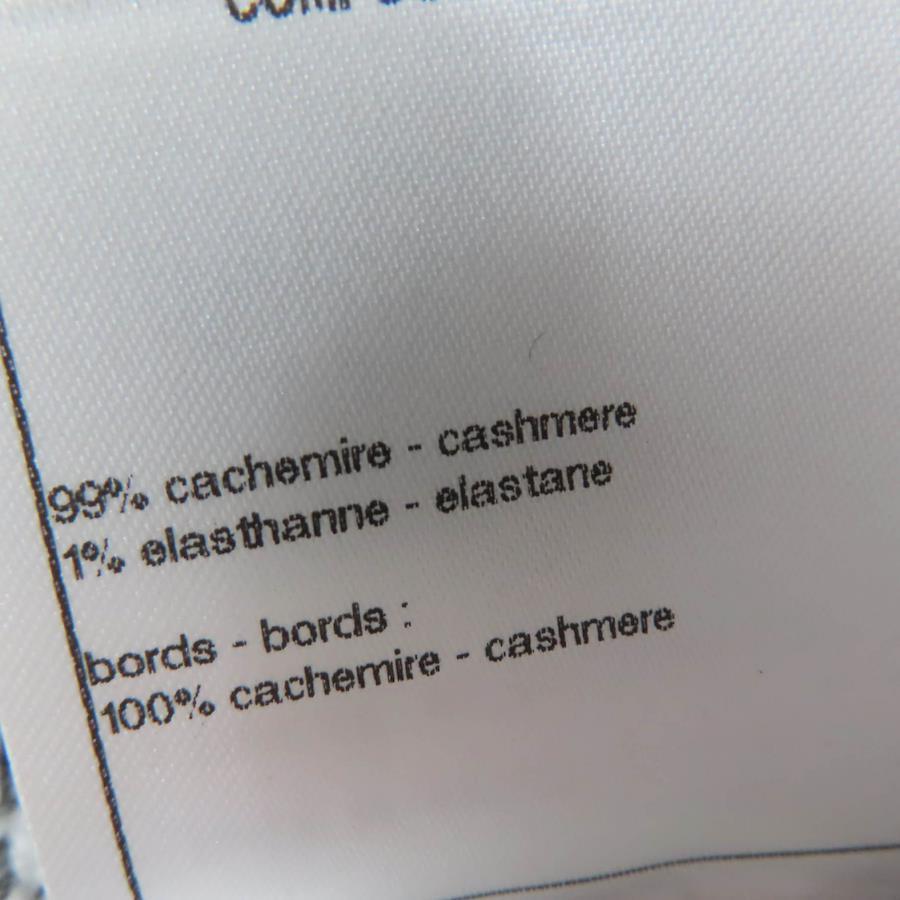 99% cachemire - cashmere
1% elasthanne - elastane
bords - bords :
100% cachemire - cashmere